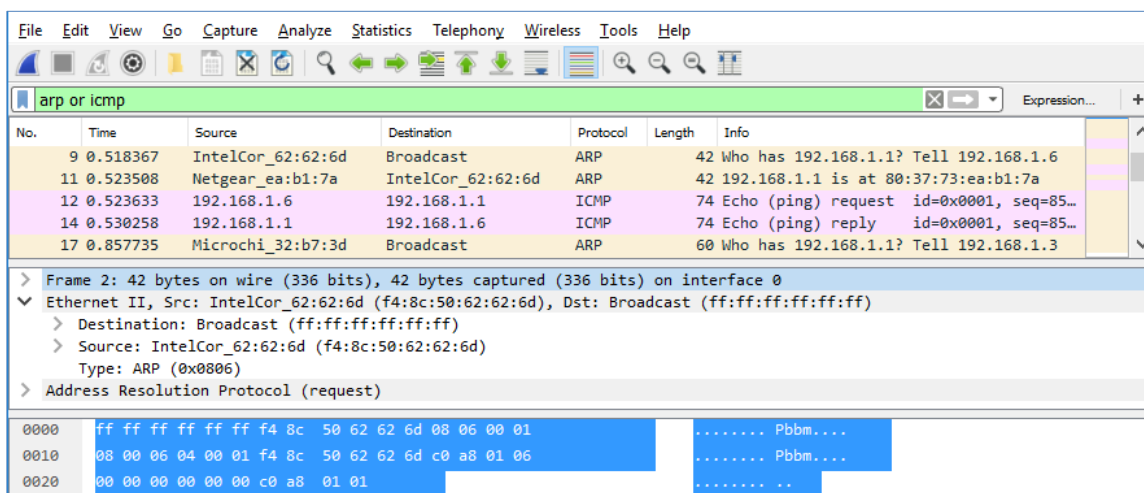 File Edit View Go Capture Analyze Statistics Telephony Wireless Tools Help
arp or icmp Expression... +
No. Time Source Destination Protocol Length Info
9 0.518367 IntelCor_62:62:6d Broadcast ARP 42 Who has 192.168.1.1? Tell 192.168.1.6
11 0.523508 Netgear_ea:b1:7a IntelCor_62:62:6d ARP 42 192.168.1.1 is at 80:37:73:ea:b1:7a
12 0.523633 192.168.1.6 192.168.1.1 ICMP 74 Echo (ping) request id=0x0001, seq=85…
14 0.530258 192.168.1.1 192.168.1.6 ICMP 74 Echo (ping) reply id=0x0001, seq=85…
17 0.857735 Microchi_32:b7:3d Broadcast ARP 60 Who has 192.168.1.1? Tell 192.168.1.3
Frame 2: 42 bytes on wire (336 bits), 42 bytes captured (336 bits) on interface 0
Ethernet II, Src: IntelCor_62:62:6d (f4:8c:50:62:62:6d), Dst: Broadcast (ff:ff:ff:ff:ff:ff)
Destination: Broadcast (ff:ff:ff:ff:ff:ff)
Source: IntelCor_62:62:6d (f4:8c:50:62:62:6d)
Type: ARP (0x0806)
Address Resolution Protocol (request)
0000 ff ff ff ff ff ff f4 8c 50 62 62 6d 08 06 00 01 ........ Pbbm....
0010 08 00 06 04 00 01 f4 8c 50 62 62 6d c0 a8 01 06 ........ Pbbm....
0020 00 00 00 00 00 00 c0 a8 01 01 ........ ..